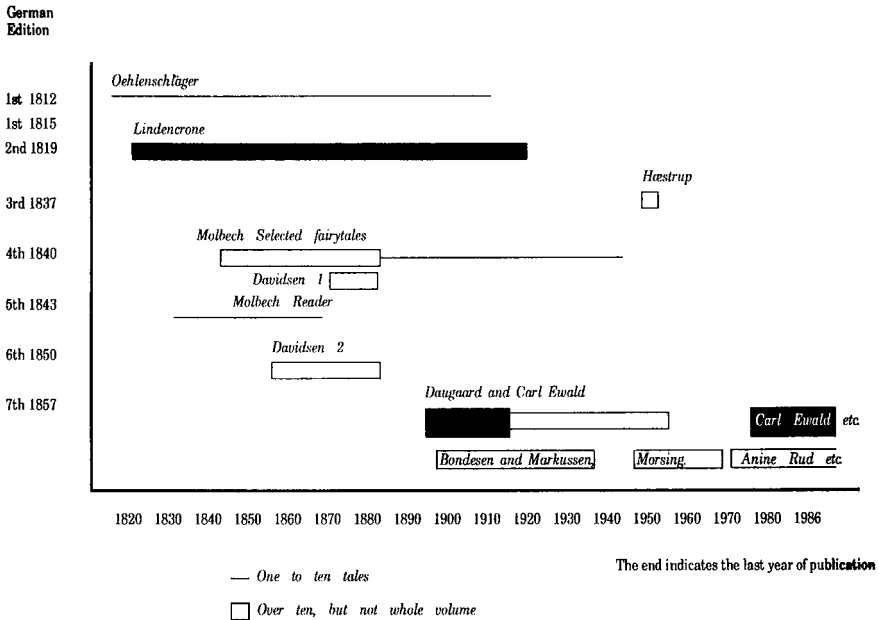 German
Edition
Oehlenschläger
1st 1812
1st 1815
Lindencrone
2nd 1819
Hæstrup
3rd 1837
Molbech Selected fairytales
4th 1840
Davidsen 1
Molbech Reader
5th 1843
Davidsen 2
6th 1850
Daugaard and Carl Ewald
7th 1857
Carl Ewald etc.
Bondesen and Markussen, Morsing. Anine Rud etc.
1820 1830 1840 1850 1860 1870 1880 1890 1900 1910 1920 1930 1940 1950 1960 1970 1980 1986
The end indicates the last year of publication
— One to ten tales
Over ten, but not whole volume